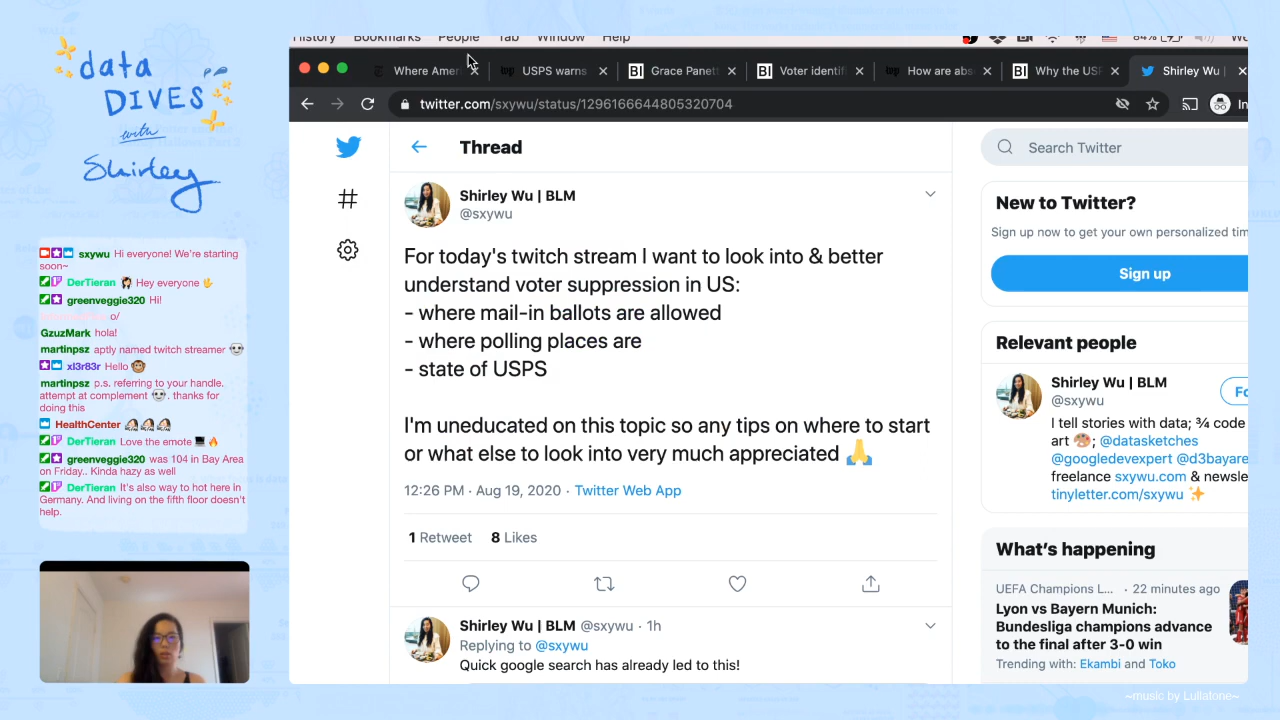 data
DIVES
with
Shirley
sxywu Hi everyone! We're starting
soon~
DerTieran Hey everyone
greenveggie320 Hi!
o/
GzuzMark hola!
martinpsz aptly named twitch streamer
xl3r83r Hello
martinpsz p.s. referring to your handle.
attempt at complement . thanks for
doing this
HealthCenter
DerTieran Love the emote
greenveggie320 was 104 in Bay Area
on Friday.. Kinda hazy as well
DerTieran It's also way to hot here in
Germany. And living on the fifth floor doesn't
help.
History Bookmarks People Tab Window Help
84%
Where Amer
USPS warns
Grace Panett
Voter identif
How are abs
Why the USP
Shirley Wu |
twitter.com/sxywu/status/1296166644805320704
In
Thread
Shirley Wu | BLM
@sxywu
For today's twitch stream I want to look into & better
understand voter suppression in US:
- where mail-in ballots are allowed
- where polling places are
- state of USPS
I'm uneducated on this topic so any tips on where to start
or what else to look into very much appreciated 🙏
12:26 PM · Aug 19, 2020 · Twitter Web App
1 Retweet 8 Likes
Shirley Wu | BLM @sxywu · 1h
Replying to @sxywu
Quick google search has already led to this!
Search Twitter
New to Twitter?
Sign up now to get your own personalized tim
Sign up
Relevant people
Shirley Wu | BLM
@sxywu
Fo
I tell stories with data; ¾ code
art 🎨; @datasketches
@googledevexpert @d3bayare
freelance sxywu.com & newsle
tinyletter.com/sxywu ✨
What's happening
UEFA Champions L... · 22 minutes ago
Lyon vs Bayern Munich:
Bundesliga champions advance
to the final after 3-0 win
Trending with: Ekambi and Toko
~music by Lullatone~